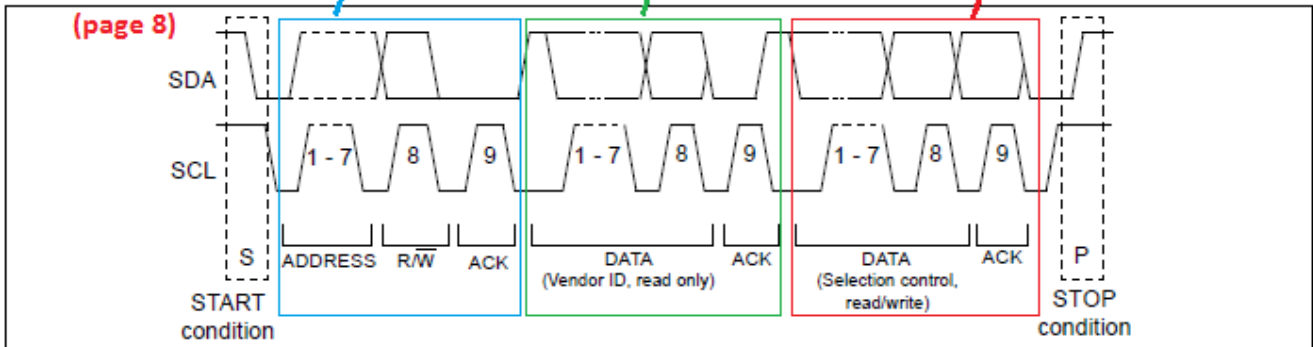 (page 8)
SDA
SCL
1 - 7 8 9 1 - 7 8 9 1 - 7 8 9
S ADDRESS R/W̅ ACK DATA ACK DATA ACK P
(Vendor ID, read only) (Selection control,
read/write)
START STOP
condition condition